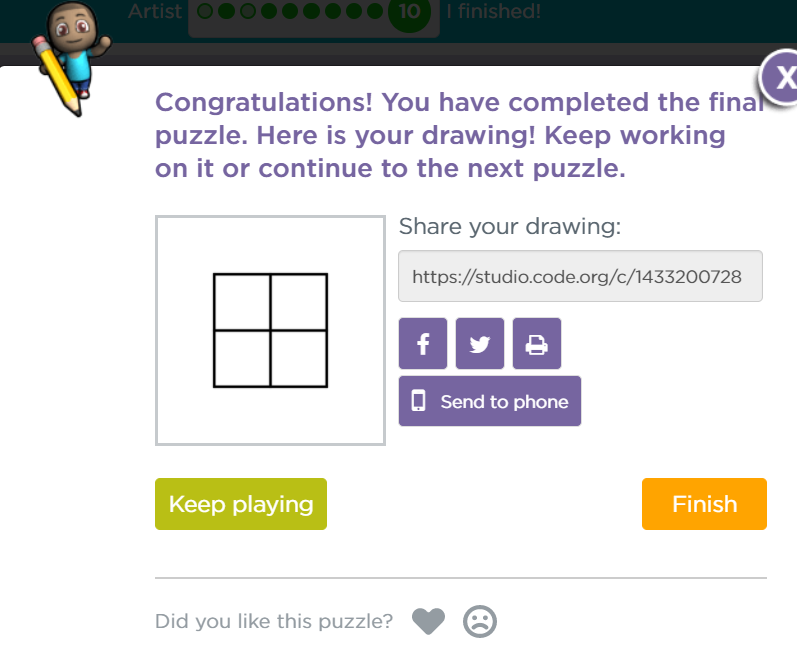 Artist 10 I finished!
X
Congratulations! You have completed the final
puzzle. Here is your drawing! Keep working
on it or continue to the next puzzle.
Share your drawing:
https://studio.code.org/c/1433200728
Send to phone
Keep playing
Finish
Did you like this puzzle?